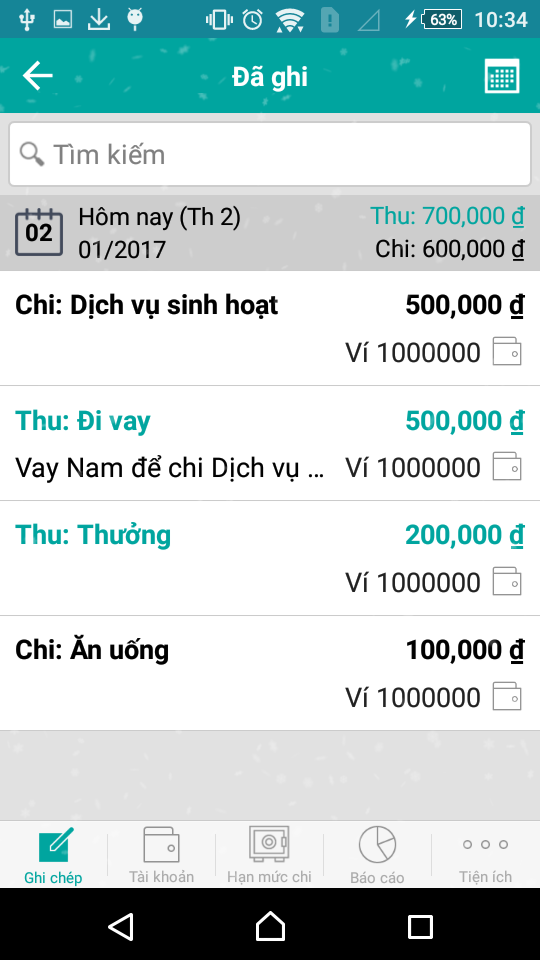 63% 10:34
Đã ghi
Tìm kiếm
02
Hôm nay (Th 2)
Thu: 700,000 ₫
01/2017
Chi: 600,000 ₫
Chi: Dịch vụ sinh hoạt 500,000 ₫
Ví 1000000
Thu: Đi vay 500,000 ₫
Vay Nam để chi Dịch vụ ... Ví 1000000
Thu: Thưởng 200,000 ₫
Ví 1000000
Chi: Ăn uống 100,000 ₫
Ví 1000000
Ghi chép Tài khoản Hạn mức chi Báo cáo Tiện ích